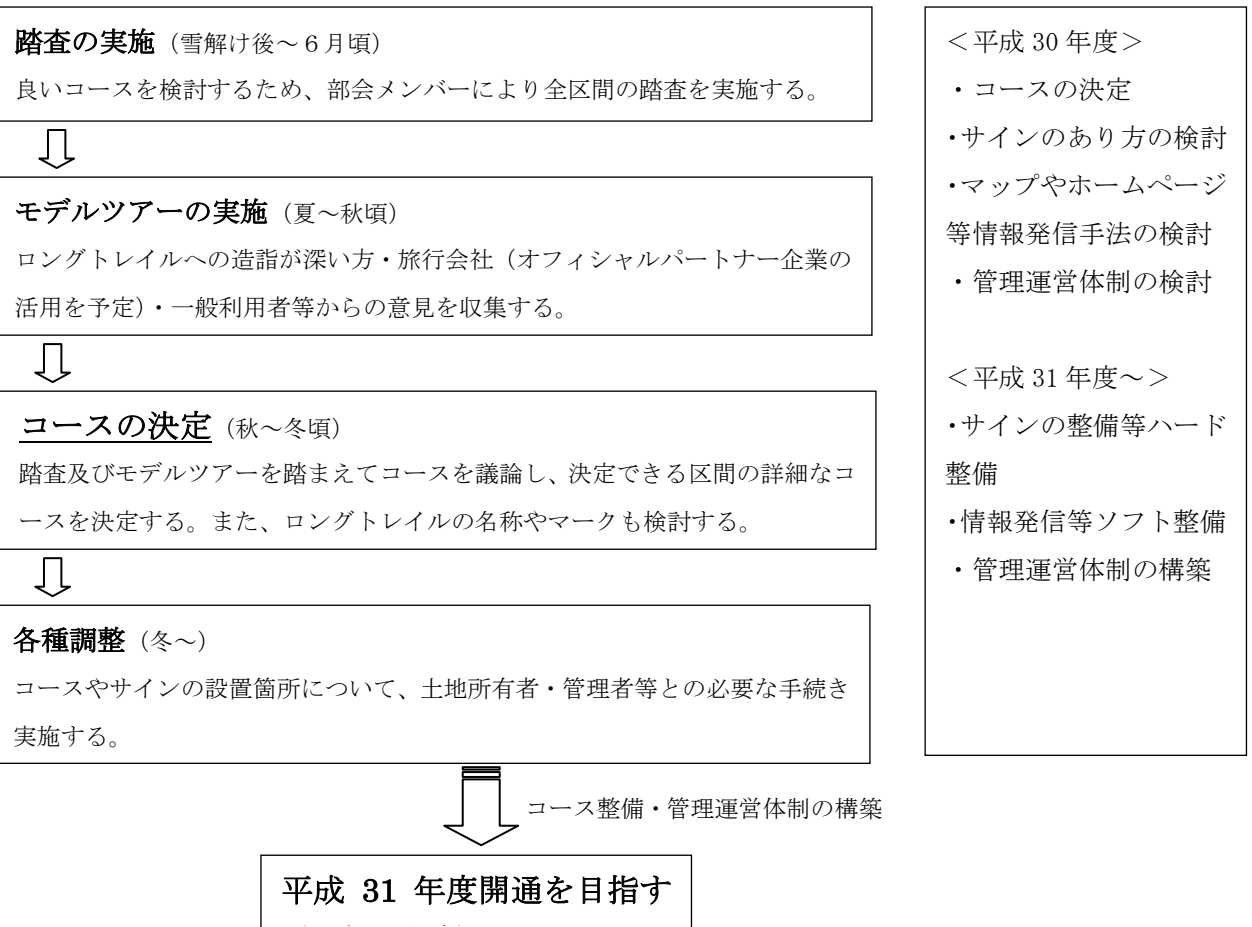 踏査の実施（雪解け後～６月頃）
良いコースを検討するため、部会メンバーにより全区間の踏査を実施する。
モデルツアーの実施（夏～秋頃）
ロングトレイルへの造詣が深い方・旅行会社（オフィシャルパートナー企業の
活用を予定）・一般利用者等からの意見を収集する。
コースの決定（秋～冬頃）
踏査及びモデルツアーを踏まえてコースを議論し、決定できる区間の詳細なコ
ースを決定する。また、ロングトレイルの名称やマークも検討する。
各種調整（冬～）
コースやサインの設置箇所について、土地所有者・管理者等との必要な手続き
実施する。
コース整備・管理運営体制の構築
平成 31 年度開通を目指す
＜平成 30 年度＞
・コースの決定
・サインのあり方の検討
・マップやホームページ
等情報発信手法の検討
・管理運営体制の検討
＜平成 31 年度～＞
・サインの整備等ハード
整備
・情報発信等ソフト整備
・管理運営体制の構築